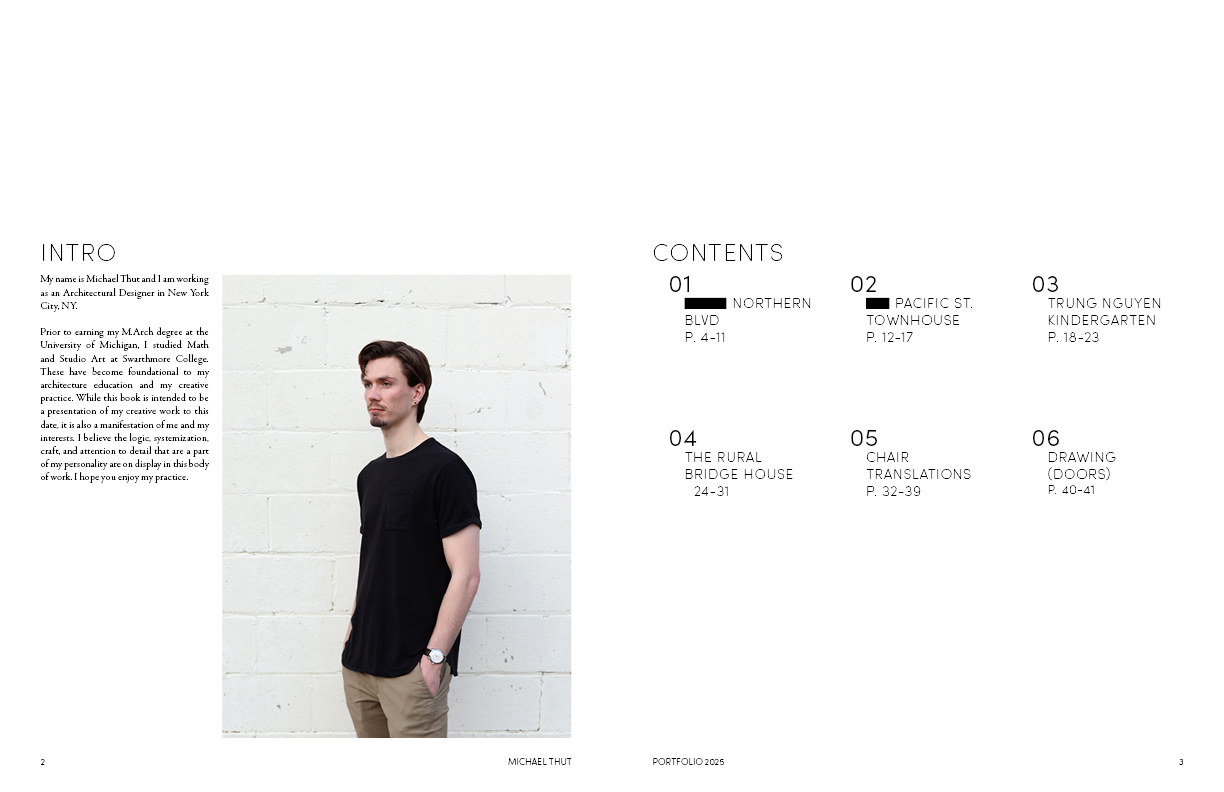 INTRO
My name is Michael Thut and I am working
as an Architectural Designer in New York
City, NY.
Prior to earning my M.Arch degree at the
University of Michigan, I studied Math
and Studio Art at Swarthmore College.
These have become foundational to my
architecture education and my creative
practice. While this book is intended to be
a presentation of my creative work to this
date, it is also a manifestation of me and my
interests. I believe the logic, systemization,
craft, and attention to detail that are a part
of my personality are on display in this body
of work. I hope you enjoy my practice.
2
MICHAEL THUT
CONTENTS
01
NORTHERN
BLVD
P. 4-11
02
PACIFIC ST.
TOWNHOUSE
P. 12-17
03
TRUNG NGUYEN
KINDERGARTEN
P. 18-23
04
THE RURAL
BRIDGE HOUSE
24-31
05
CHAIR
TRANSLATIONS
P. 32-39
06
DRAWING
(DOORS)
P. 40-41
PORTFOLIO 2025
3